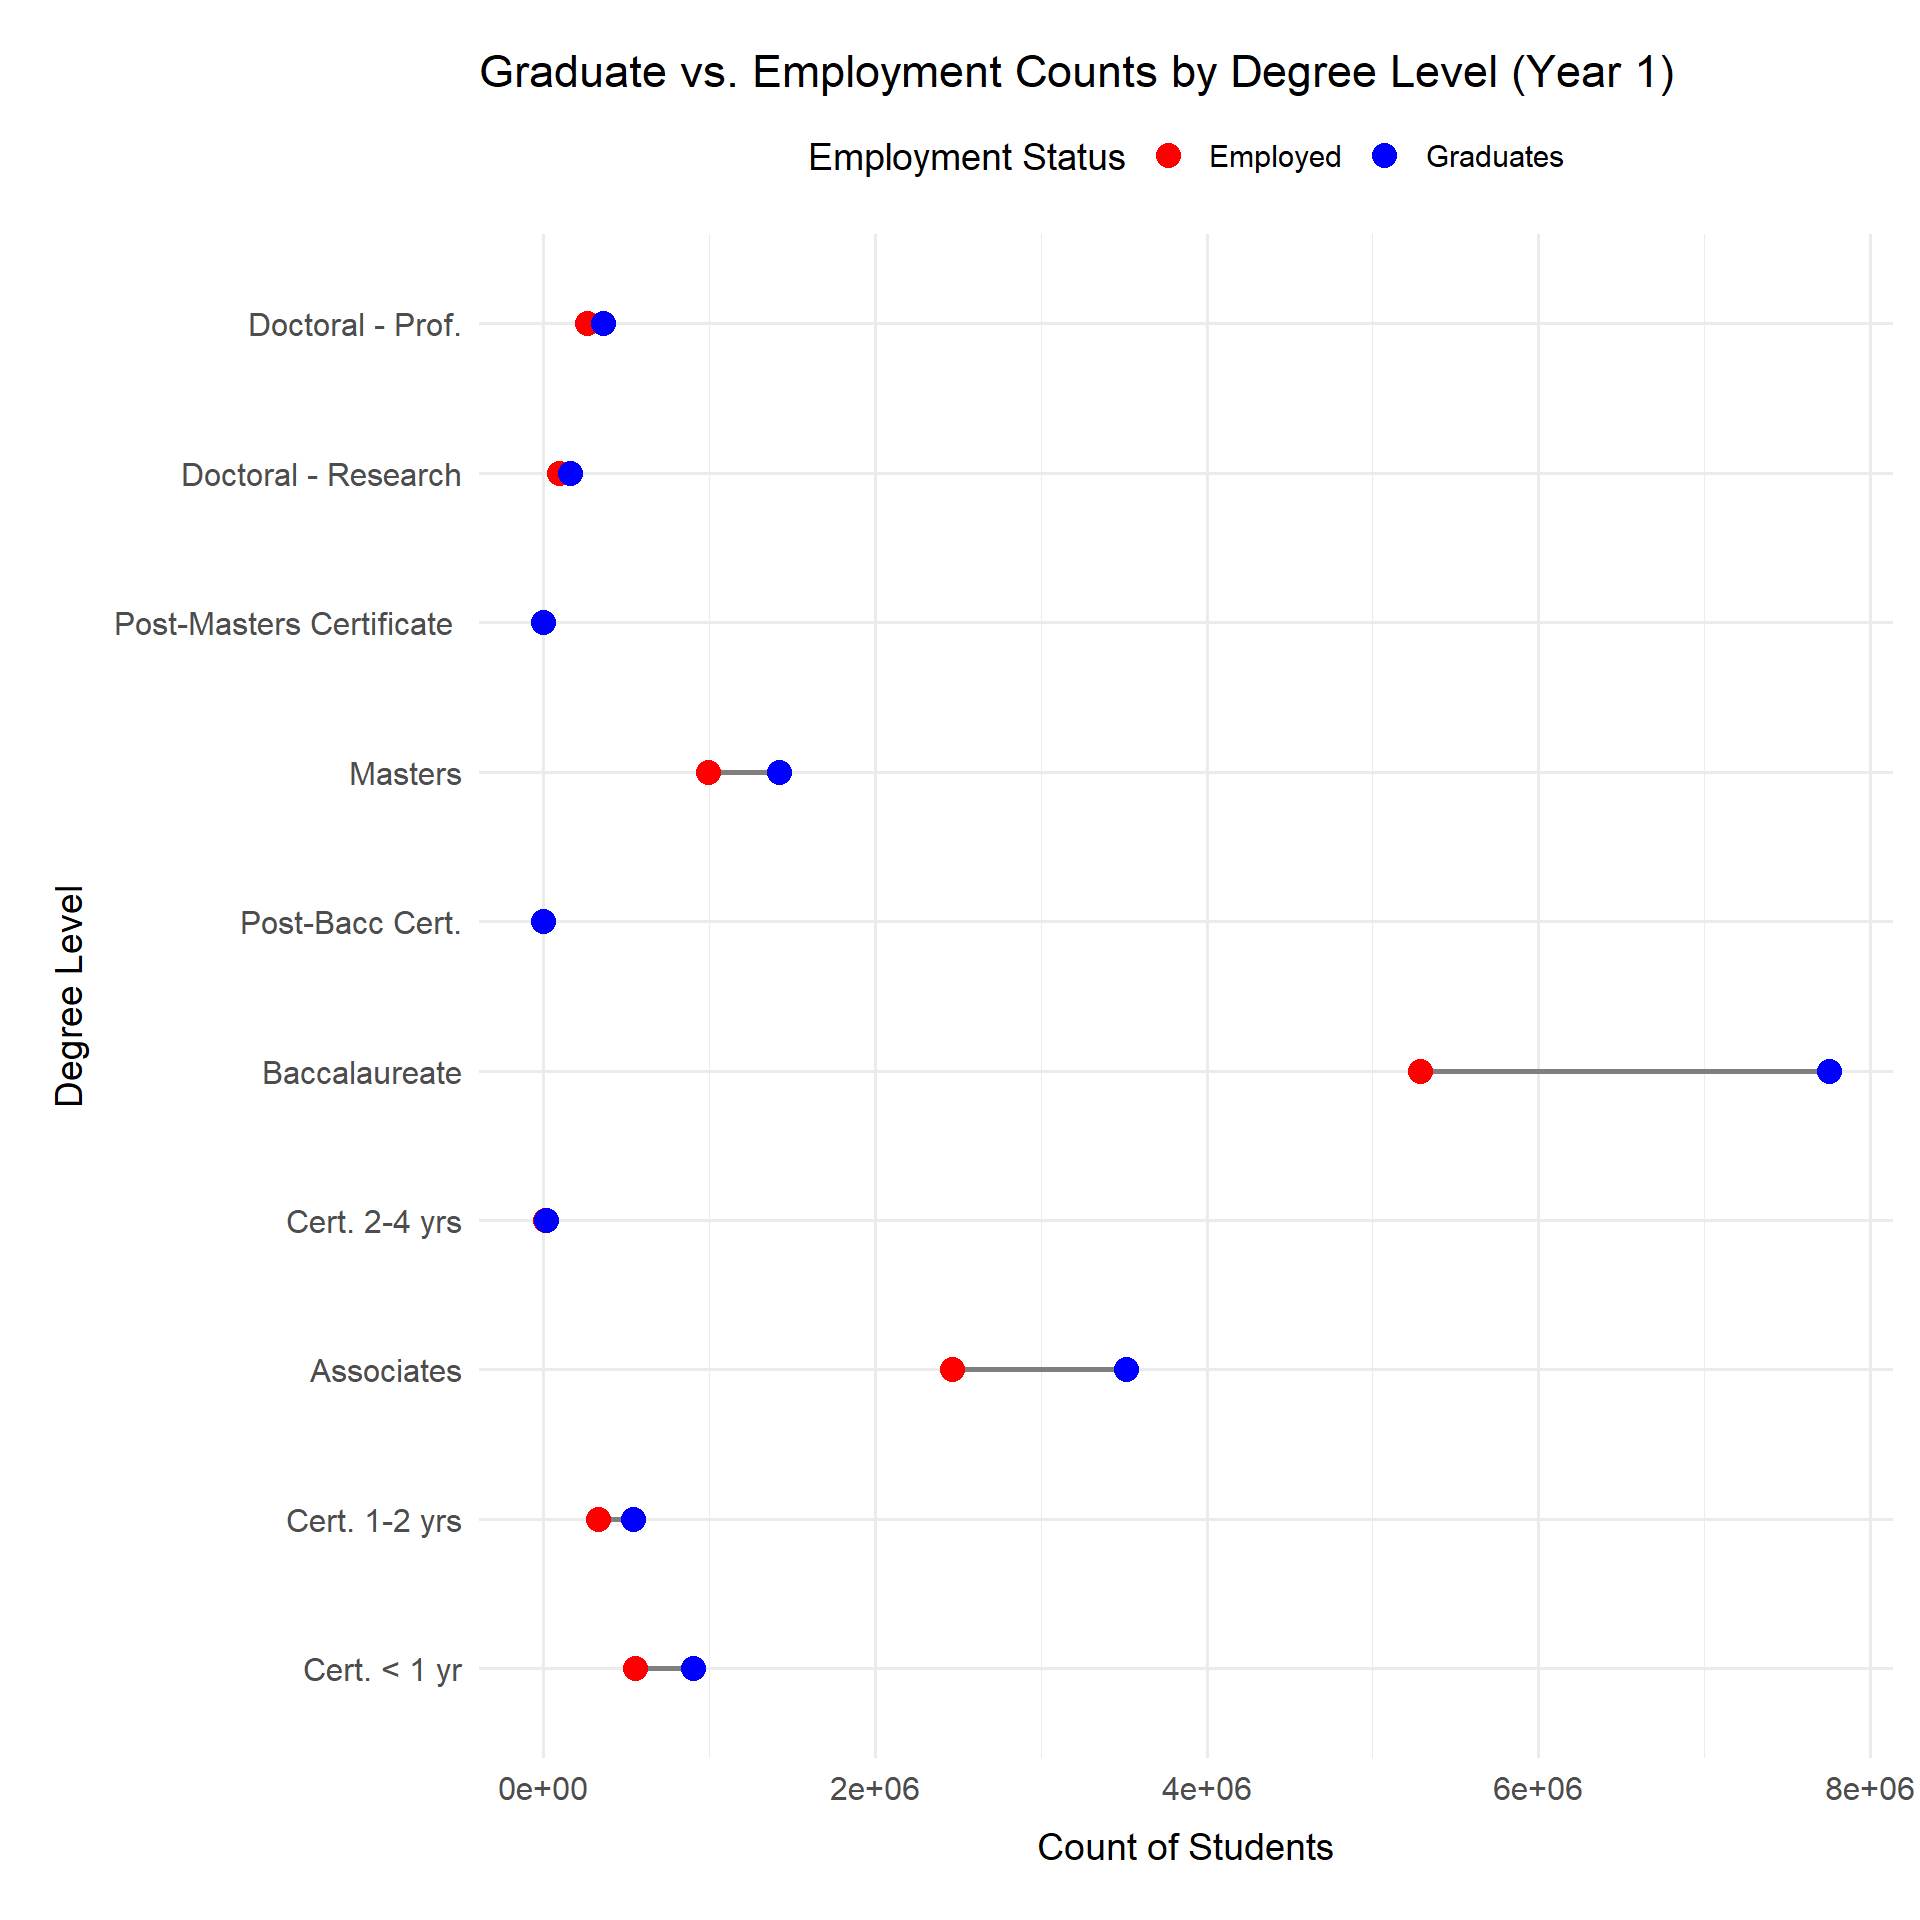 Graduate vs. Employment Counts by Degree Level (Year 1)
Employment Status Employed Graduates
Doctoral - Prof.
Doctoral - Research
Post-Masters Certificate
Masters
Post-Bacc Cert.
Baccalaureate
Cert. 2-4 yrs
Associates
Cert. 1-2 yrs
Cert. < 1 yr
Degree Level
0e+00 2e+06 4e+06 6e+06 8e+06
Count of Students